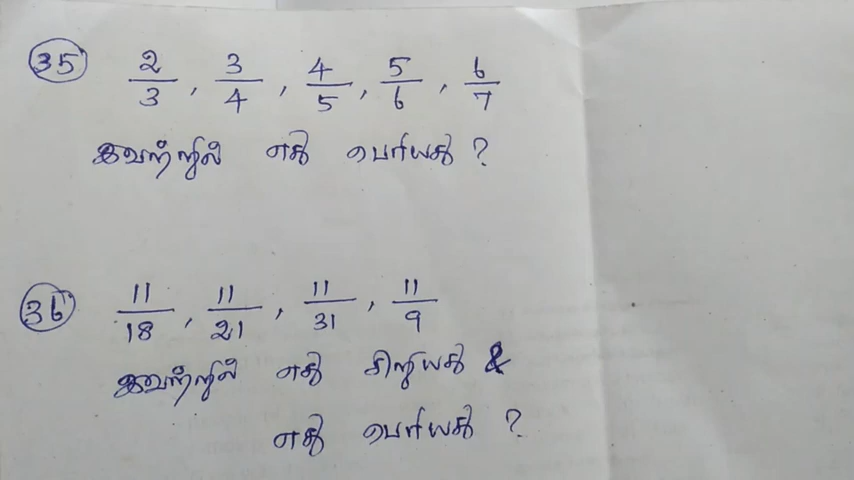 35 2/3, 3/4, 4/5, 5/6, 6/7
இவற்றில் எது பெரியது ?
36 11/18, 11/21, 11/31, 11/9
இவற்றில் எது சிறியது &
எது பெரியது ?